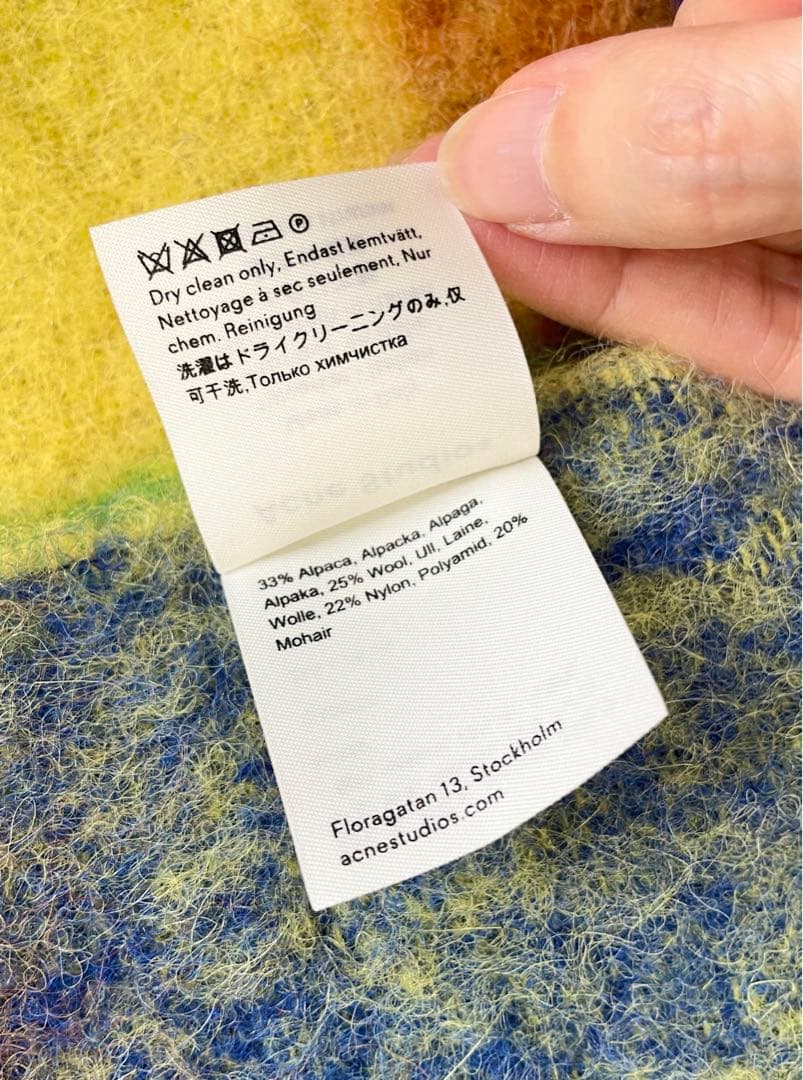 Ⓟ
Dry clean only, Endast kemtvätt,
Nettoyage à sec seulement, Nur
chem. Reinigung
洗濯はドライクリーニングのみ,仅
可干洗,Только химчистка
33% Alpaca, Alpacka, Alpaga,
Alpaka, 25% Wool, Ull, Laine,
Wolle, 22% Nylon, Polyamid, 20%
Mohair
Floragatan 13, Stockholm
acnestudios.com